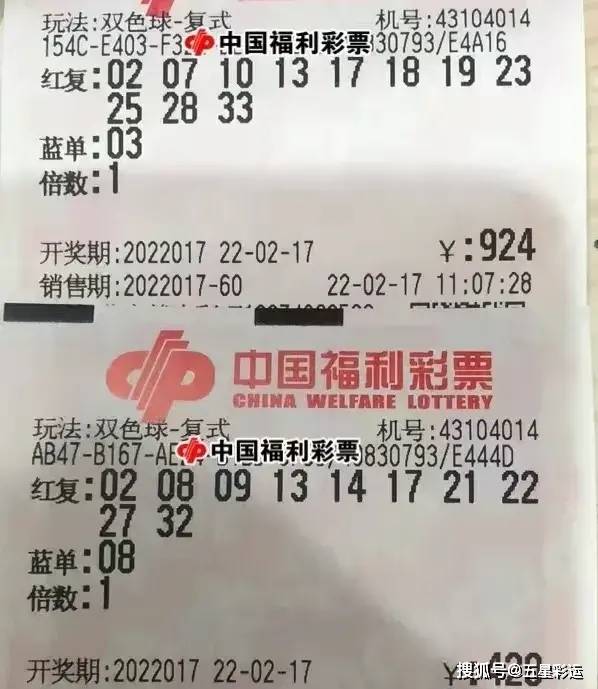 玩法:双色球-复式 机号:43104014
154C-E403-F3 中国福利彩票 830793/E4A16
红复:02 07 10 13 17 18 19 23
25 28 33
蓝单:03
倍数:1
开奖期:2022017 22-02-17 ¥:924
销售期:2022017-60 22-02-17 11:07:28
中国福利彩票
CHINA WELFARE LOTTERY
玩法:双色球-复式 机号:43104014
AB47-B167-AE 中国福利彩票 0830793/E444D
红复:02 08 09 13 14 17 21 22
27 32
蓝单:08
倍数:1
开奖期:2022017 22-02-17
搜狐号@五星彩运